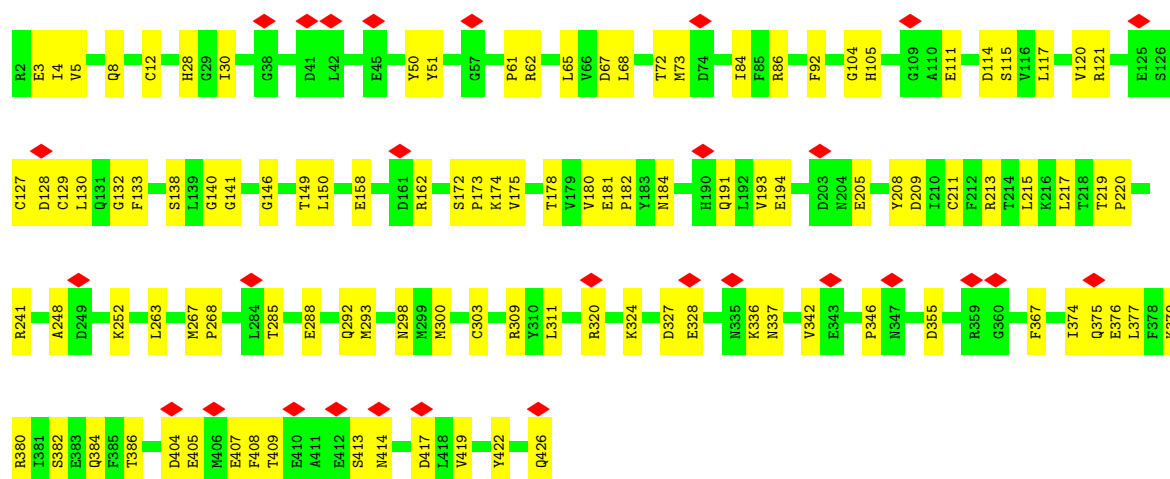 R2 E3 I4 V5 Q8 C12 H28 G29 I30 G38 D41 L42 E45 Y50 Y51 G57 P61 R62 L65 V66 D67 L68 T72 M73 D74 I84 F85 R86 F92 G104 H105 G109 A110 E111 D114 S115 V116 L117 V120 R121 E125 S126
C127 D128 C129 L130 Q131 G132 F133 S138 L139 G140 G141 G146 T149 L150 E158 D161 R162 S172 P173 K174 V175 T178 V179 V180 E181 P182 Y183 N184 H190 Q191 L192 V193 E194 D203 N204 E205 Y208 D209 I210 C211 F212 R213 T214 L215 K216 L217 T218 T219 P220
R241 A248 D249 K252 L263 M267 P268 L284 T285 E288 Q292 M293 N298 M299 M300 C303 R309 Y310 L311 R320 K324 D327 E328 N335 K336 N337 V342 E343 P346 N347 D355 R359 G360 F367 I374 Q375 E376 L377 F378
R380 I381 S382 E383 Q384 F385 T386 D404 E405 M406 E407 F408 T409 E410 A411 E412 S413 N414 D417 L418 V419 Y422 Q426